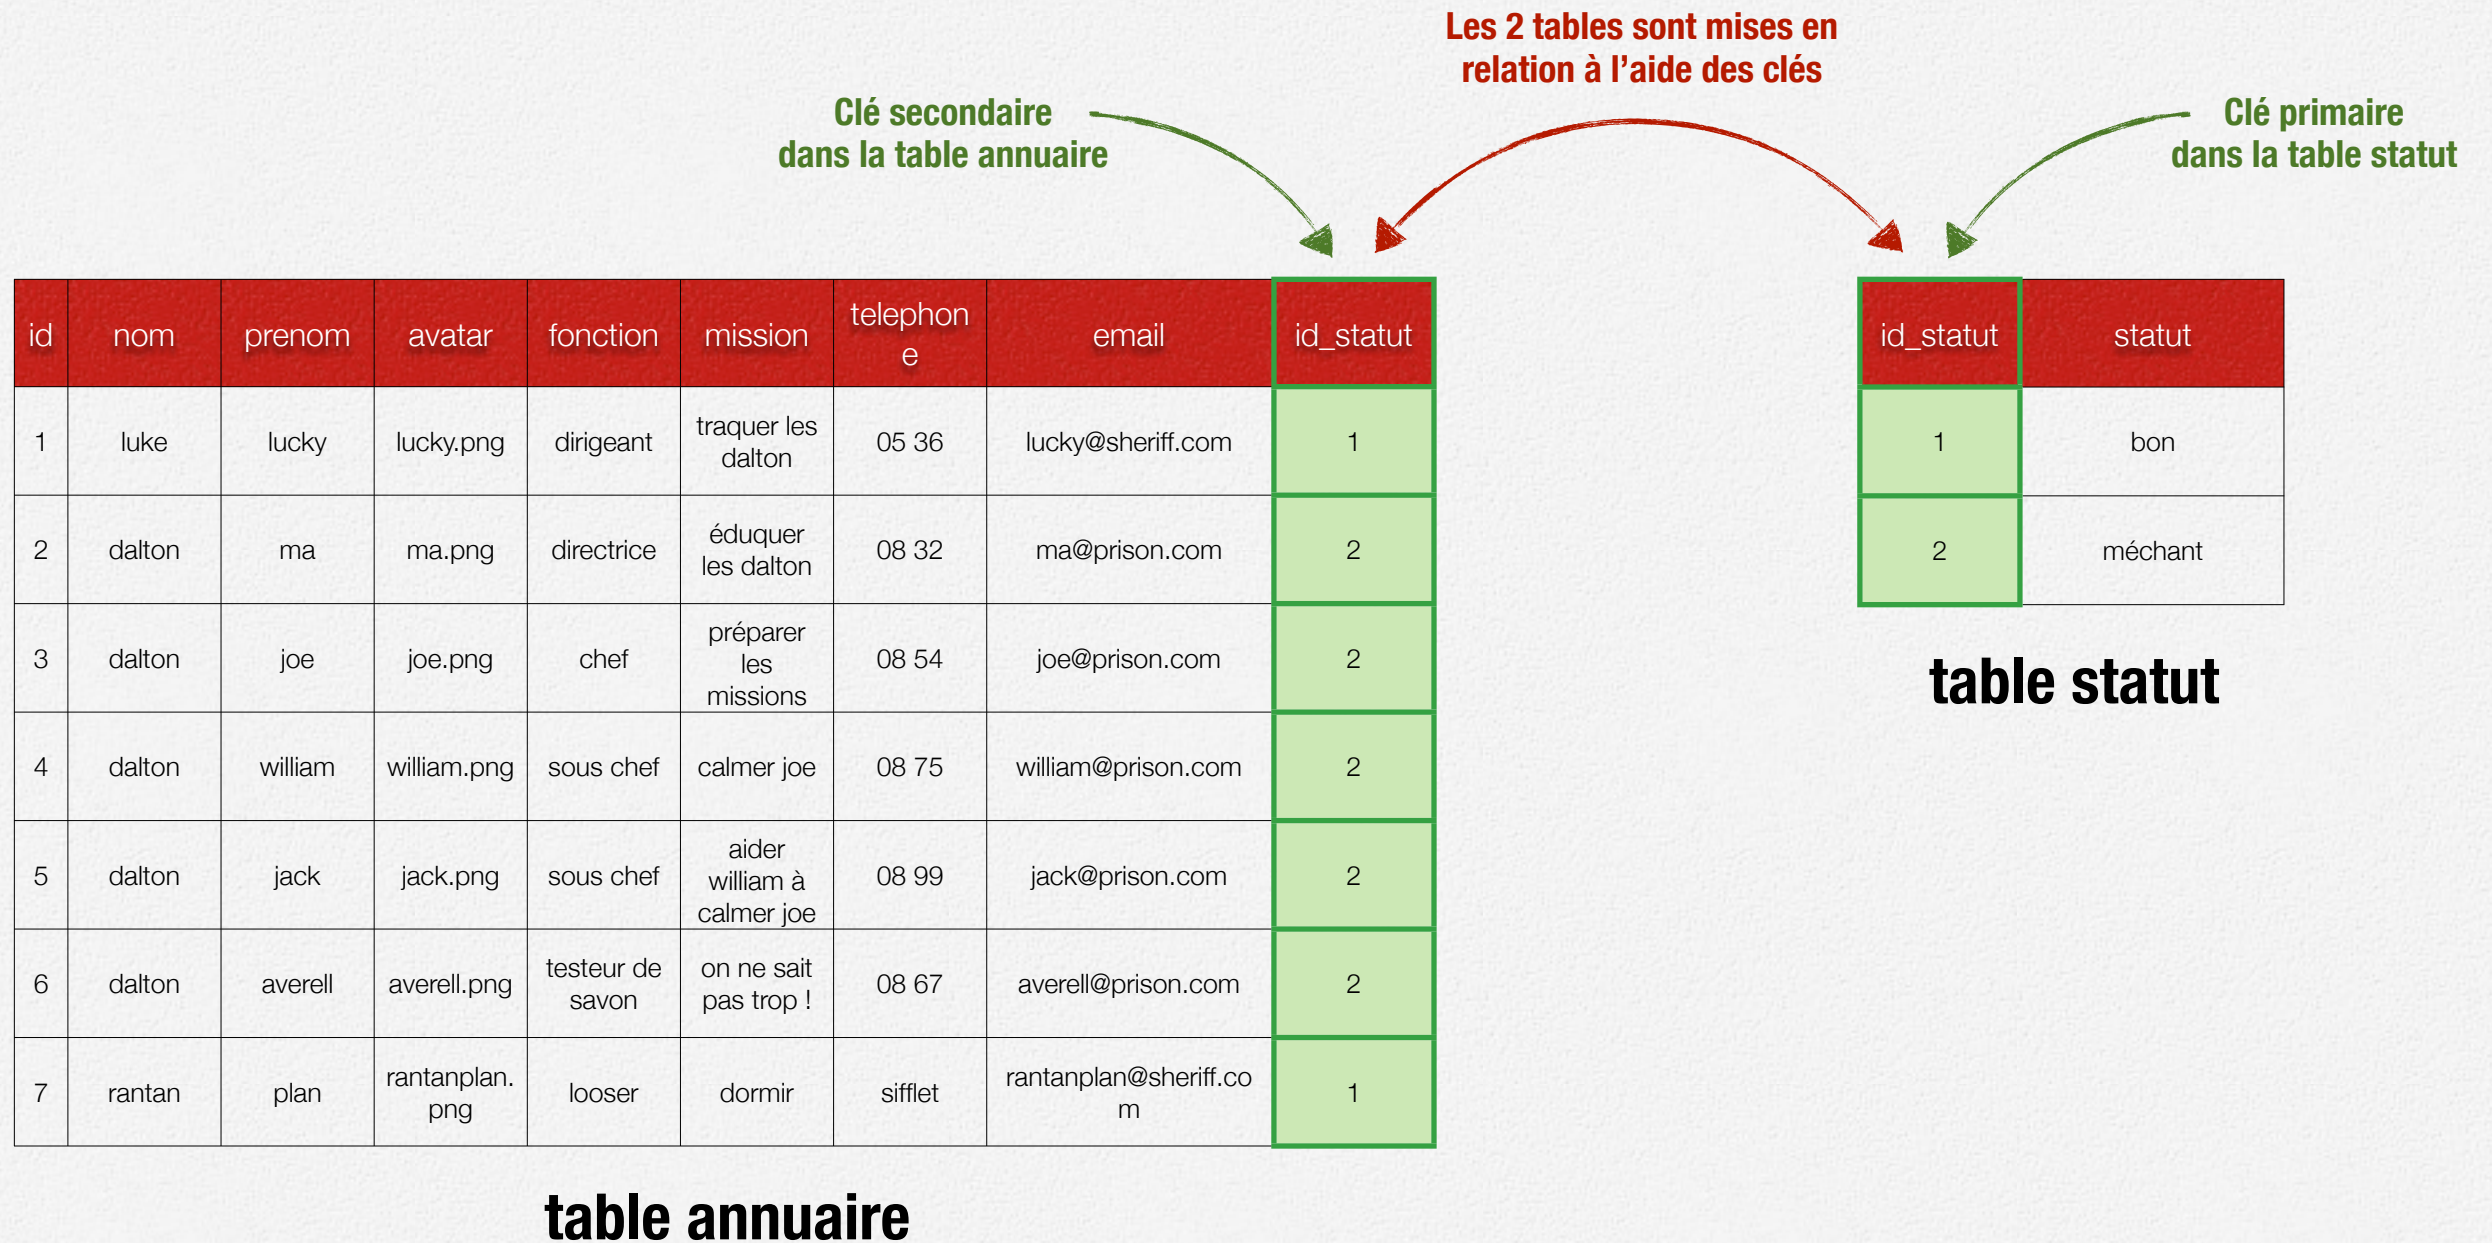 Les 2 tables sont mises en
relation à l'aide des clés
Clé secondaire
dans la table annuaire
Clé primaire
dans la table statut
id nom prenom avatar fonction mission telephon
e email id_statut
1 luke lucky lucky.png dirigeant traquer les
dalton 05 36 lucky@sheriff.com 1
2 dalton ma ma.png directrice éduquer
les dalton 08 32 ma@prison.com 2
3 dalton joe joe.png chef préparer
les
missions 08 54 joe@prison.com 2
4 dalton william william.png sous chef calmer joe 08 75 william@prison.com 2
5 dalton jack jack.png sous chef aider
william à
calmer joe 08 99 jack@prison.com 2
6 dalton averell averell.png testeur de
savon on ne sait
pas trop ! 08 67 averell@prison.com 2
7 rantan plan rantanplan.
png looser dormir sifflet rantanplan@sheriff.co
m 1
table annuaire
id_statut statut
1 bon
2 méchant
table statut